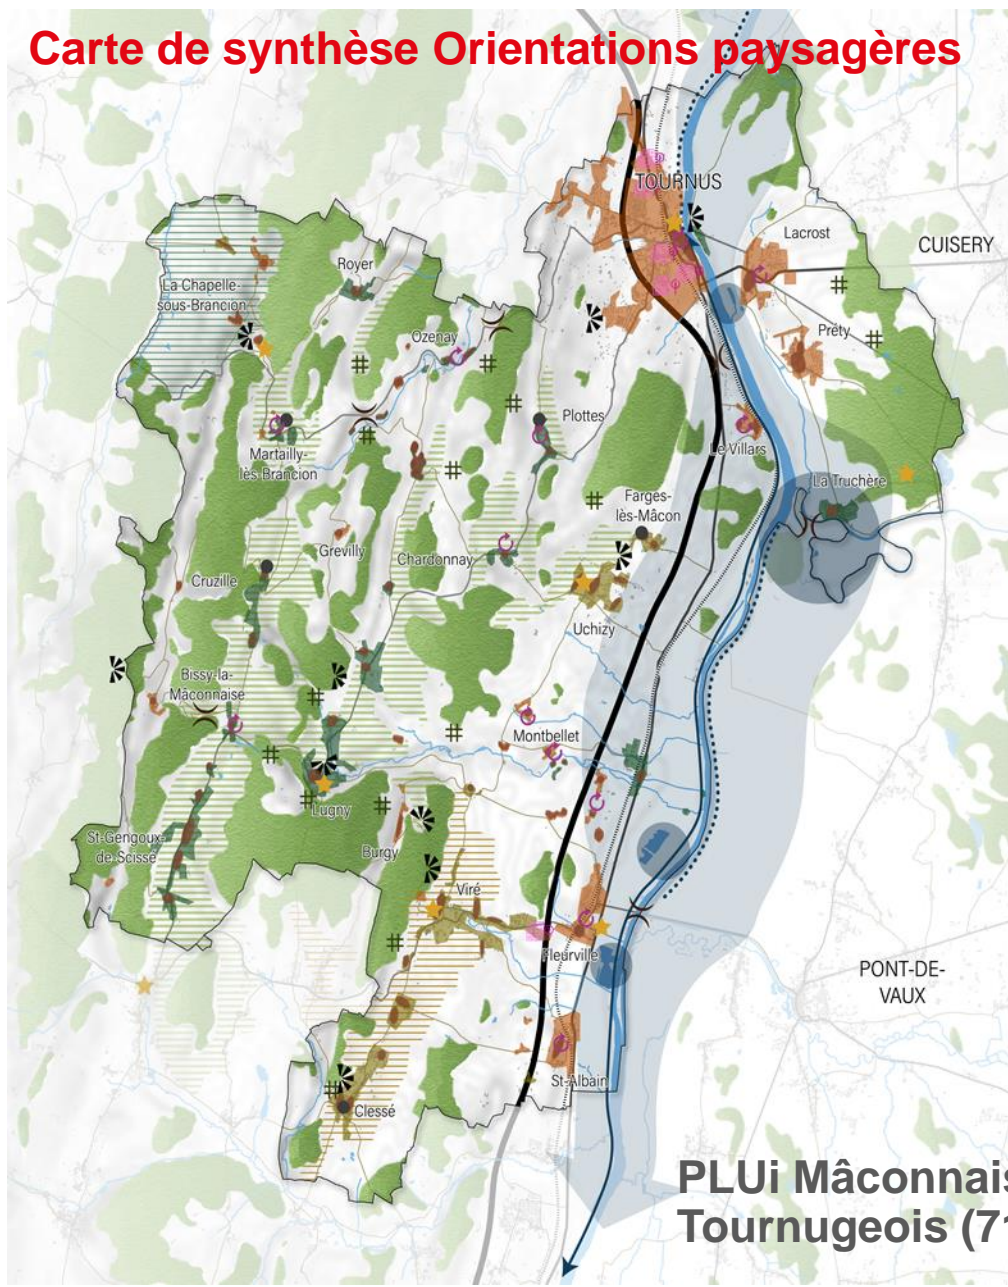 Carte de synthèse Orientations paysagères
TOURNUS
Lacrost
CUISERY
Royer
La Chapelle-
sous-Brancion
Ozenay
Préty
Plottes
Le Villars
Martailly-
lès-Brancion
La Truchère
Farges-
lès-Mâcon
Grevilly
Chardonnay
Cruzille
Uchizy
Bissy-la-
Mâconnaise
Montbellet
Lugny
St-Gengoux-
de-Scissé
Burgy
Viré
Fleurville
PONT-DE-
VAUX
St-Albain
Clessé
PLUi Mâconnais
Tournugeois (71